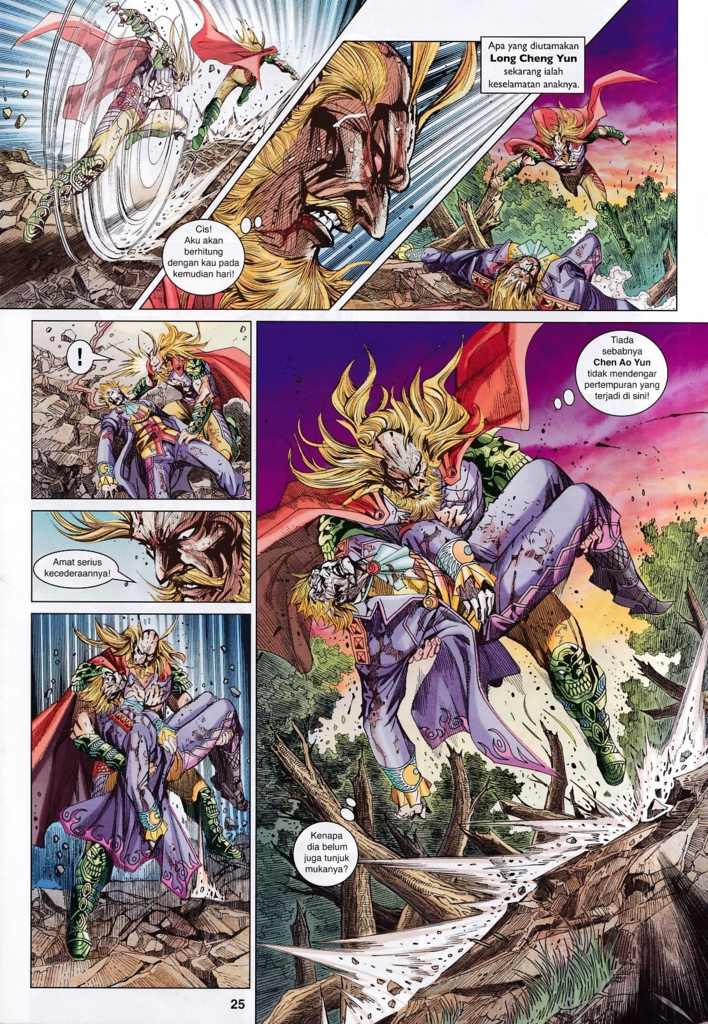 Apa yang diutamakan
Long Cheng Yun
sekarang ialah
keselamatan anaknya.
Cis!
Aku akan
berhitung
dengan kau pada
kemudian hari!
!
Amat serius
kecederaannya!
Tiada
sebabnya
Chen Ao Yun
tidak mendengar
pertempuran yang
terjadi di sini!
Kenapa
dia belum
juga tunjuk
mukanya?
25